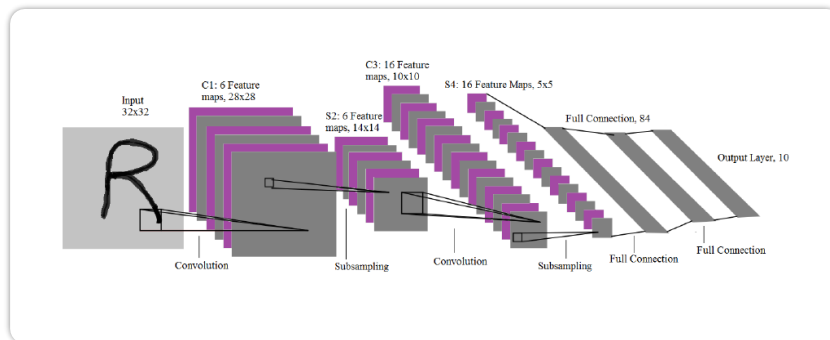 Input
32x32
R
C1: 6 Feature
maps, 28x28
S2: 6 Feature
maps, 14x14
C3: 16 Feature
maps, 10x10
S4: 16 Feature Maps, 5x5
Full Connection, 84
Output Layer, 10
Convolution
Subsampling
Convolution
Subsampling
Full Connection
Full Connection